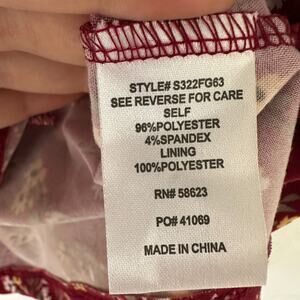 STYLE# S322FG63
SEE REVERSE FOR CARE
SELF
96%POLYESTER
4%SPANDEX
LINING
100%POLYESTER
RN# 58623
PO# 41069
MADE IN CHINA